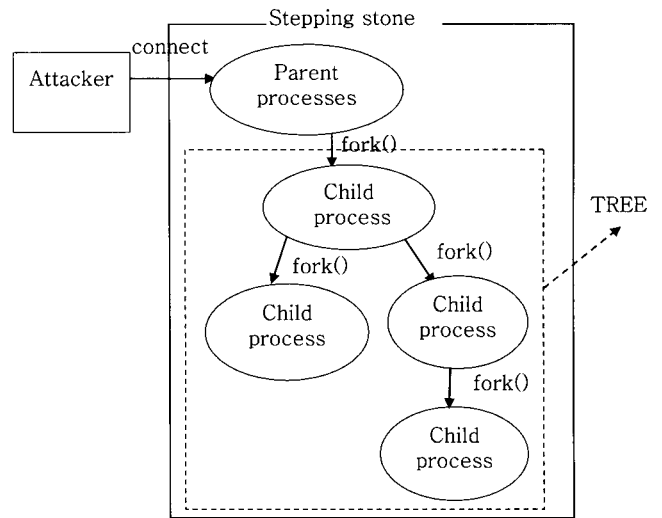 Stepping stone
connect
Attacker
Parent
processes
fork()
Child
process
TREE
fork()
fork()
Child
process
Child
process
fork()
Child
process